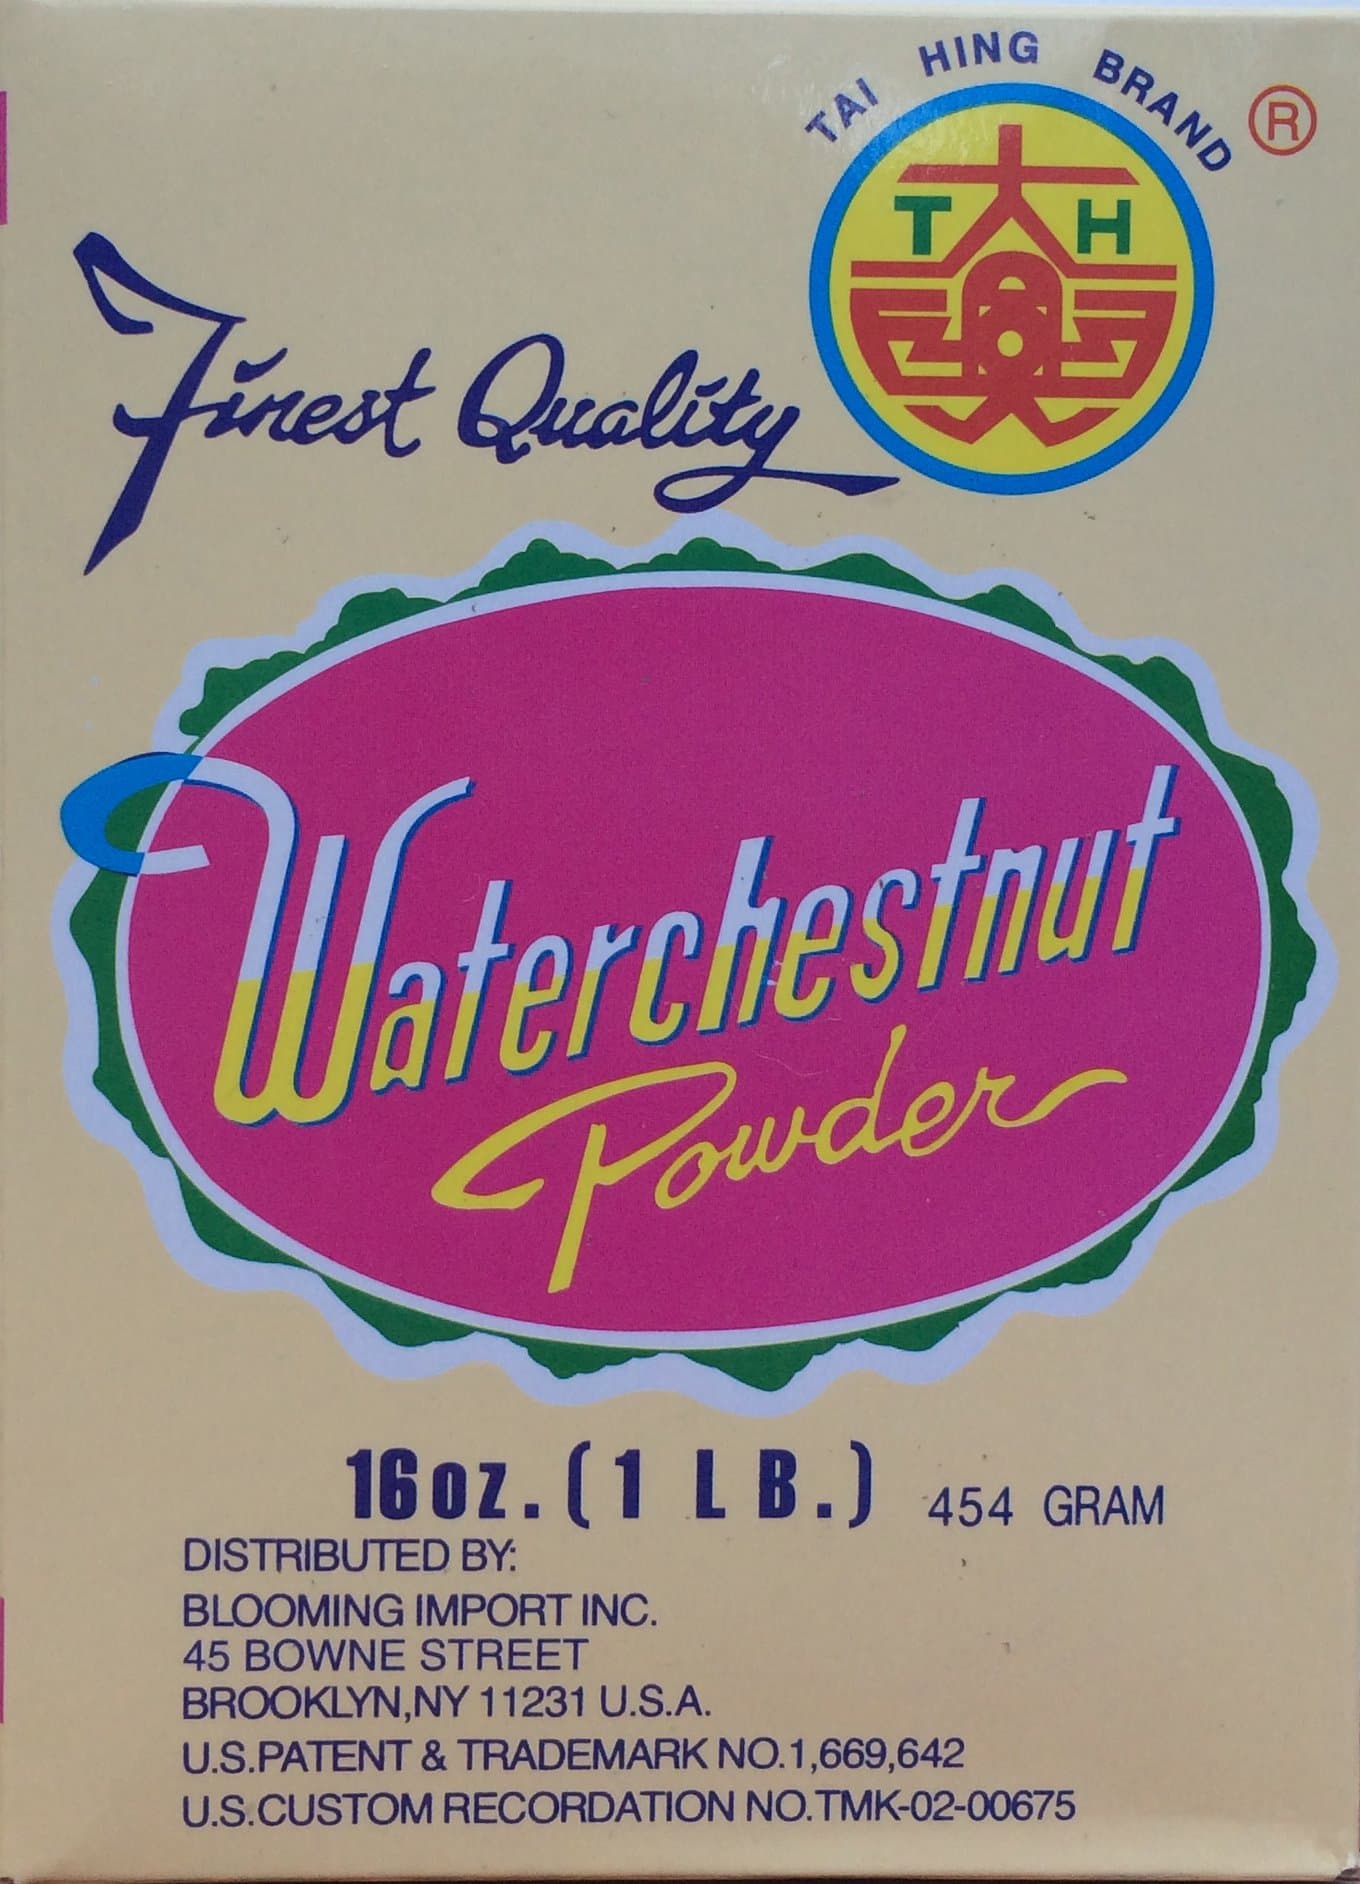 TAI HING BRAND ®
T H
Finest Quality
Waterchestnut
Powder
16oz. (1 LB.) 454 GRAM
DISTRIBUTED BY:
BLOOMING IMPORT INC.
45 BOWNE STREET
BROOKLYN,NY 11231 U.S.A.
U.S.PATENT & TRADEMARK NO.1,669,642
U.S.CUSTOM RECORDATION NO.TMK-02-00675